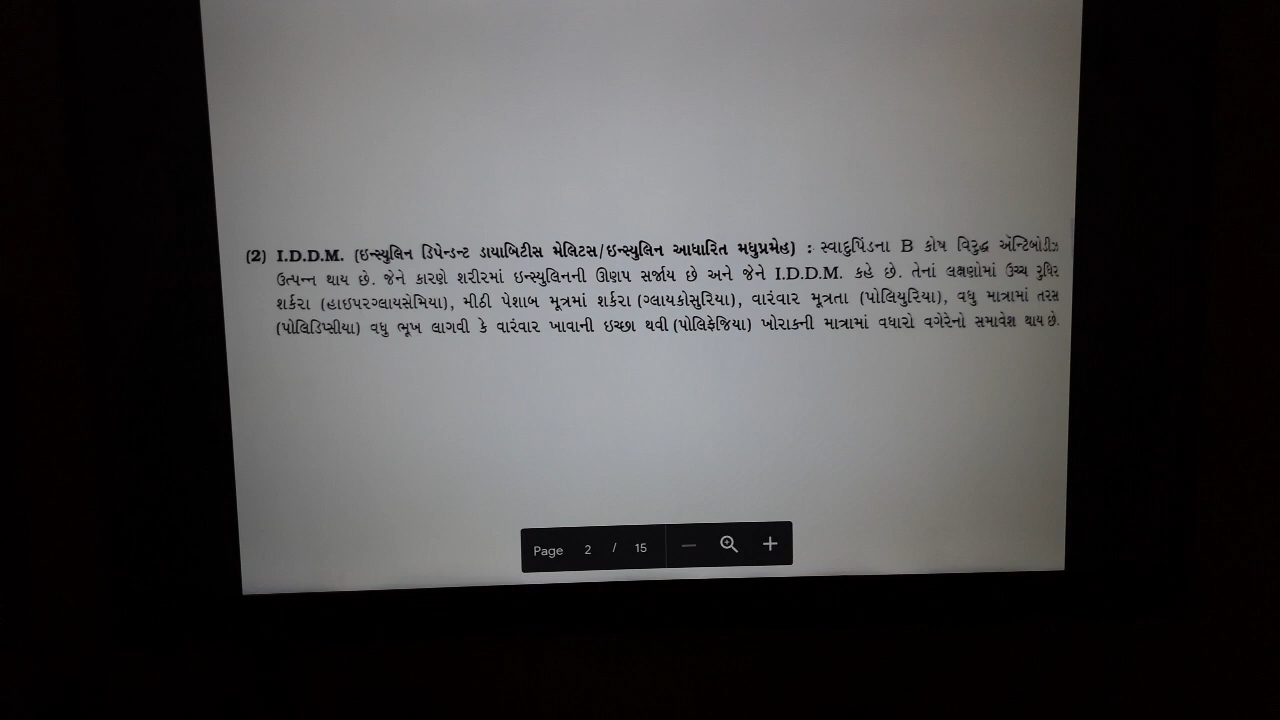 (2) I.D.D.M. (ઇન્સ્યુલિન ડિપેન્ડન્ટ ડાયાબિટીસ મેલિટસ/ઇન્સ્યુલિન આધારિત મધુપ્રમેહ) : સ્વાદુપિંડના B કોષ વિરુદ્ધ ઍન્ટિબોડીઝ
ઉત્પન્ન થાય છે. જેને કારણે શરીરમાં ઇન્સ્યુલિનની ઊણપ સર્જાય છે અને જેને I.D.D.M. કહે છે. તેનાં લક્ષણોમાં ઉચ્ચ રુધિર
શર્કરા (હાઇપરગ્લાયસેમિયા), મીઠી પેશાબ મૂત્રમાં શર્કરા (ગ્લાયકોસુરિયા), વારંવાર મૂત્રતા (પોલિયુરિયા), વધુ માત્રામાં તરસ
(પોલિડિપ્સીયા) વધુ ભૂખ લાગવી કે વારંવાર ખાવાની ઇચ્છા થવી (પોલિફેજિયા) ખોરાકની માત્રામાં વધારો વગેરેનો સમાવેશ થાય છે.
Page 2 / 15